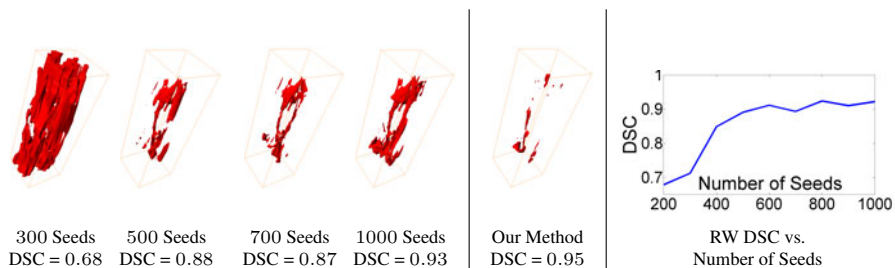 300 Seeds
DSC = 0.68
500 Seeds
DSC = 0.88
700 Seeds
DSC = 0.87
1000 Seeds
DSC = 0.93
Our Method
DSC = 0.95
1
0.9
0.8
0.7
DSC
Number of Seeds
200 400 600 800 1000
RW DSC vs.
Number of Seeds